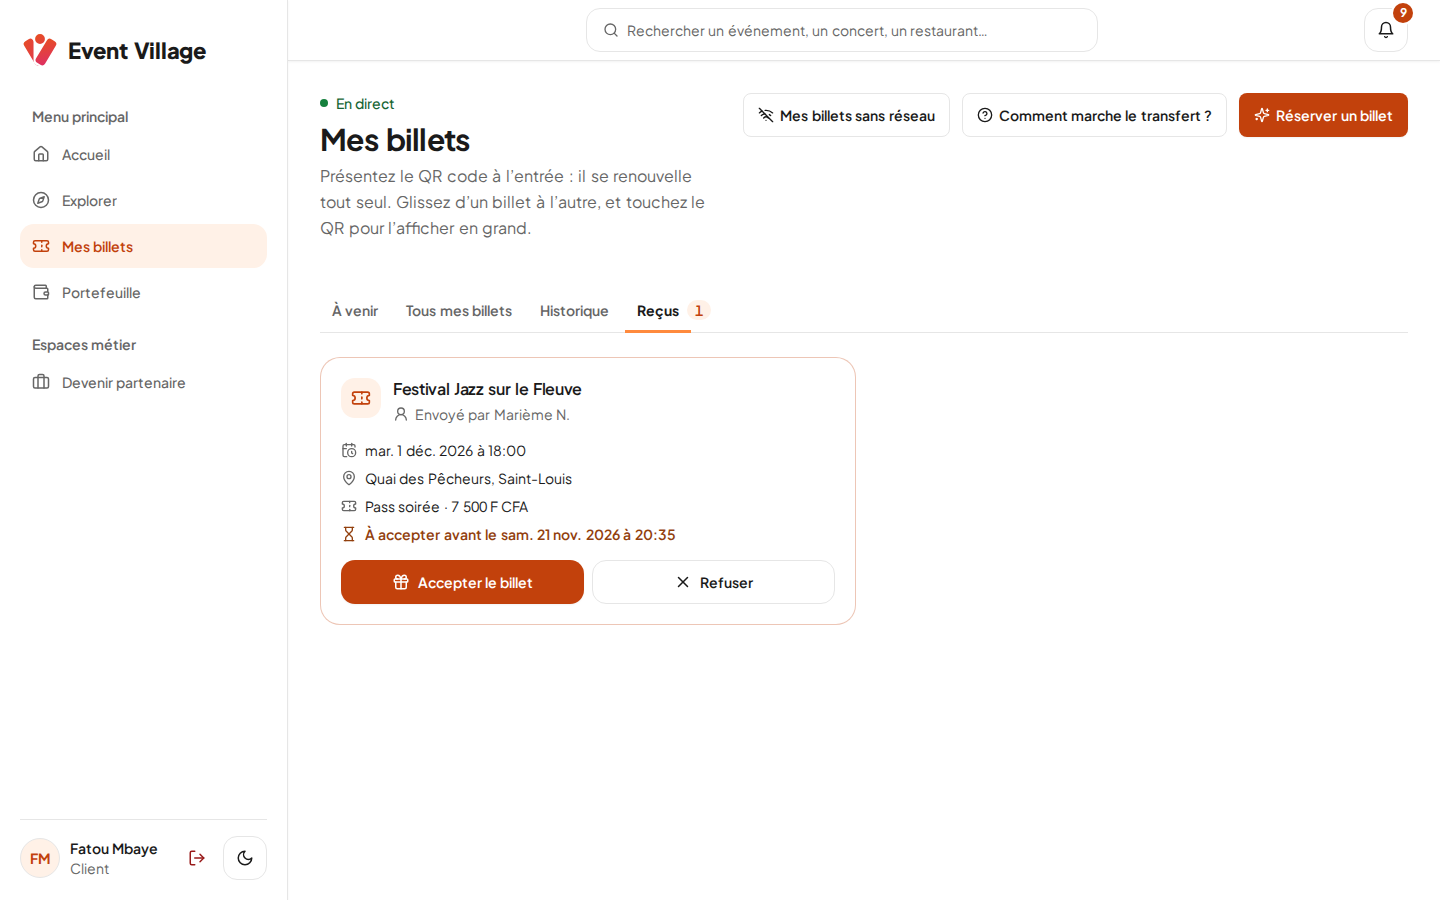 Event Village
Menu principal
Accueil
Explorer
Mes billets
Portefeuille
Espaces métier
Devenir partenaire
FM
Fatou Mbaye
Client
Rechercher un événement, un concert, un restaurant…
9
En direct
Mes billets
Présentez le QR code à l’entrée : il se renouvelle
tout seul. Glissez d’un billet à l’autre, et touchez le
QR pour l’afficher en grand.
Mes billets sans réseau
Comment marche le transfert ?
Réserver un billet
À venir
Tous mes billets
Historique
Reçus 1
Festival Jazz sur le Fleuve
Envoyé par Marième N.
mar. 1 déc. 2026 à 18:00
Quai des Pêcheurs, Saint-Louis
Pass soirée · 7 500 F CFA
À accepter avant le sam. 21 nov. 2026 à 20:35
Accepter le billet
Refuser